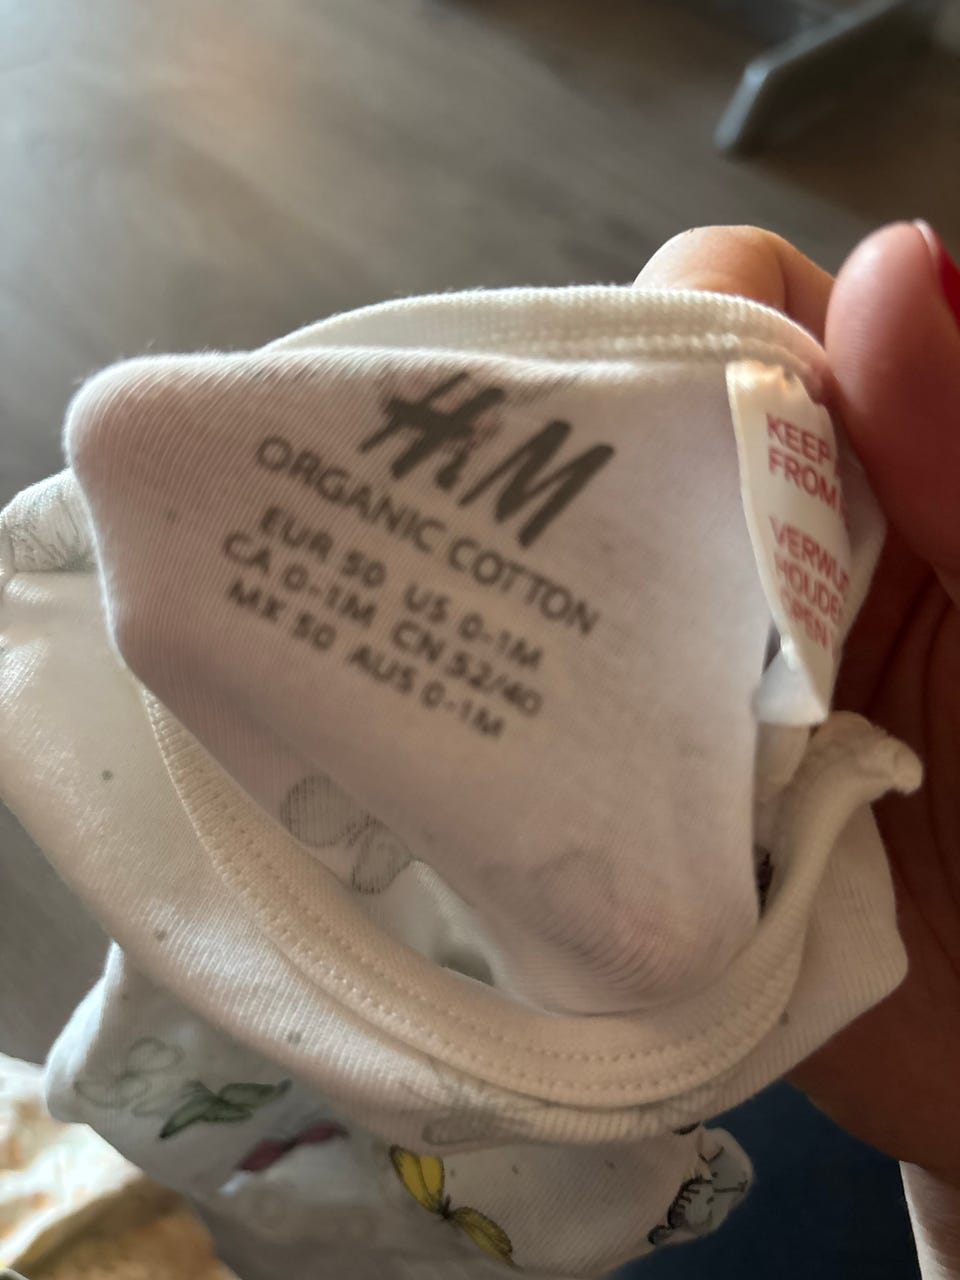 H&M
ORGANIC COTTON
EUR 50 US 0-1M
CA 0-1M CN 52/40
MX 50 AUS 0-1M
KEEP
FROM
VERWI
HOUDE
OPEN